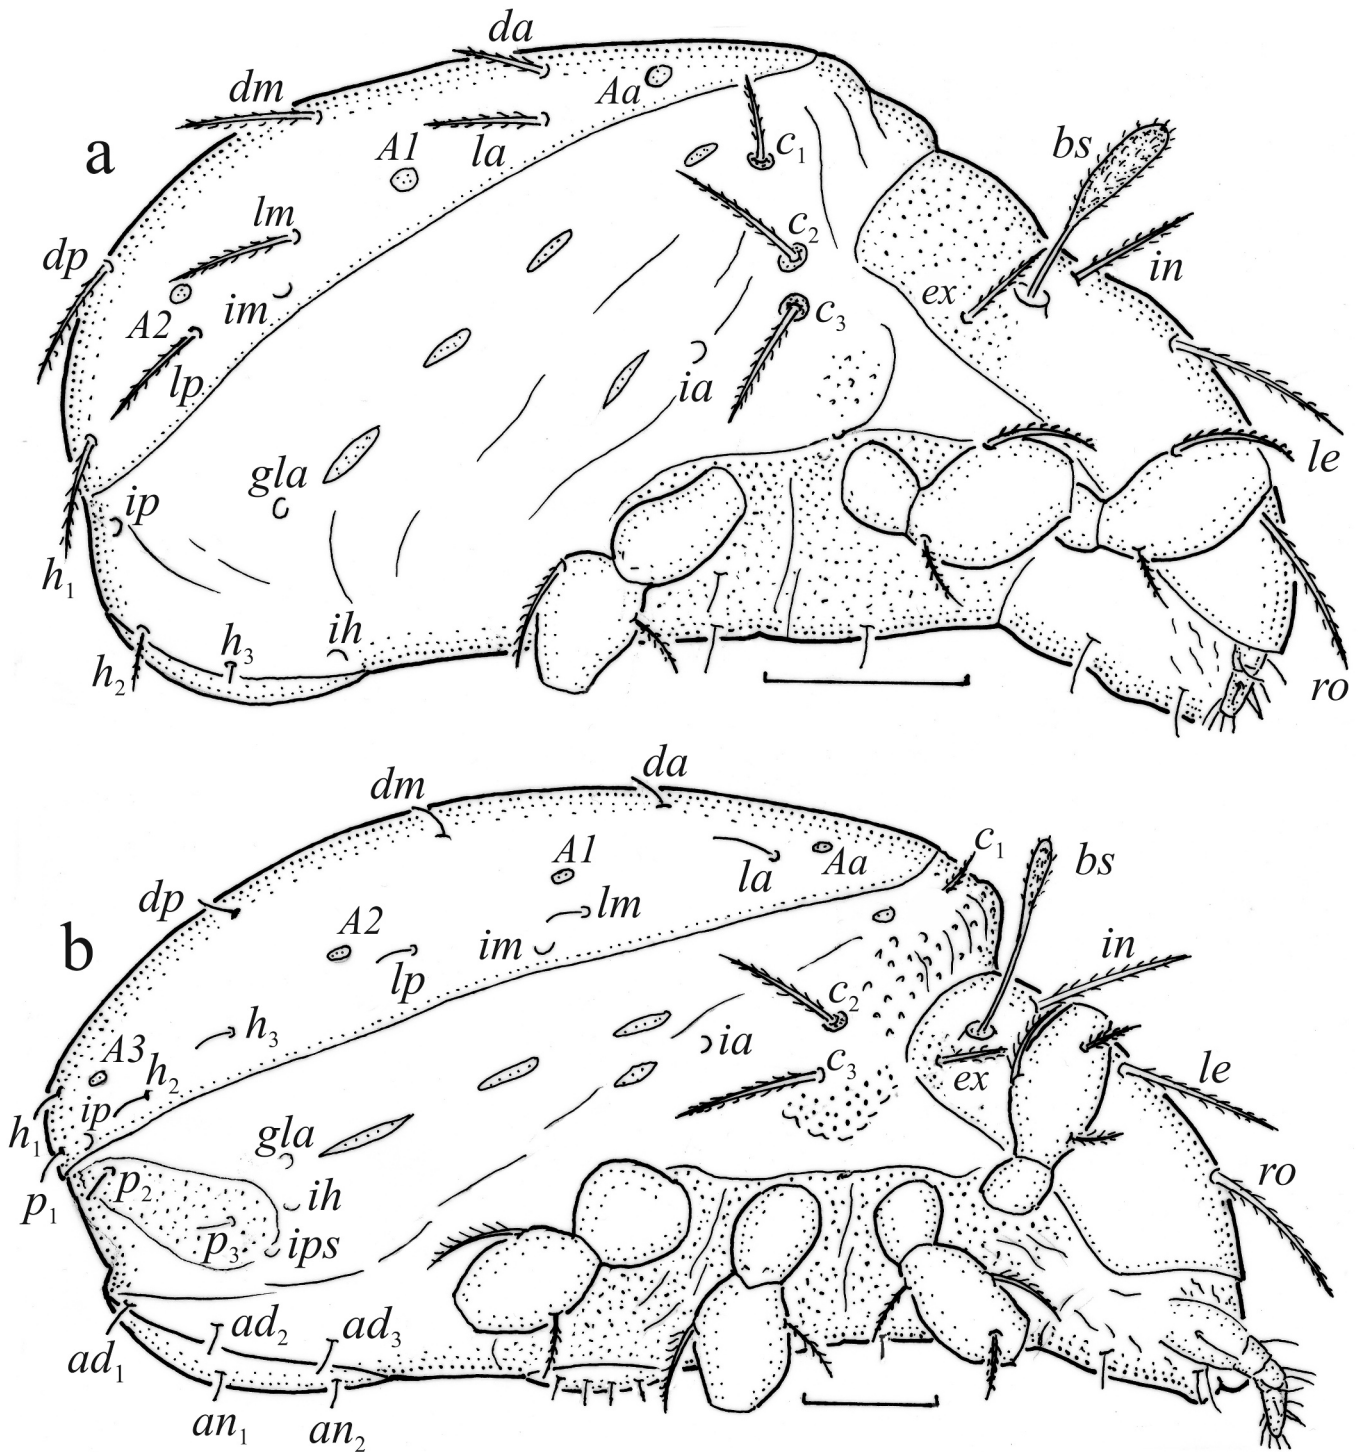 a
da
dm
Aa
c1
bs
A1
la
lm
c2
in
dp
im
ex
A2
c3
lp
ia
le
gla
ip
h1
h3
ih
h2
ro
b
da
dm
c1
bs
A1
Aa
la
dp
A2
lm
im
in
lp
c2
h3
ia
A3
h2
c3
ex
le
ip
h1
gla
ro
p1
p2
ih
p3
ips
ad2
ad3
ad1
an1
an2